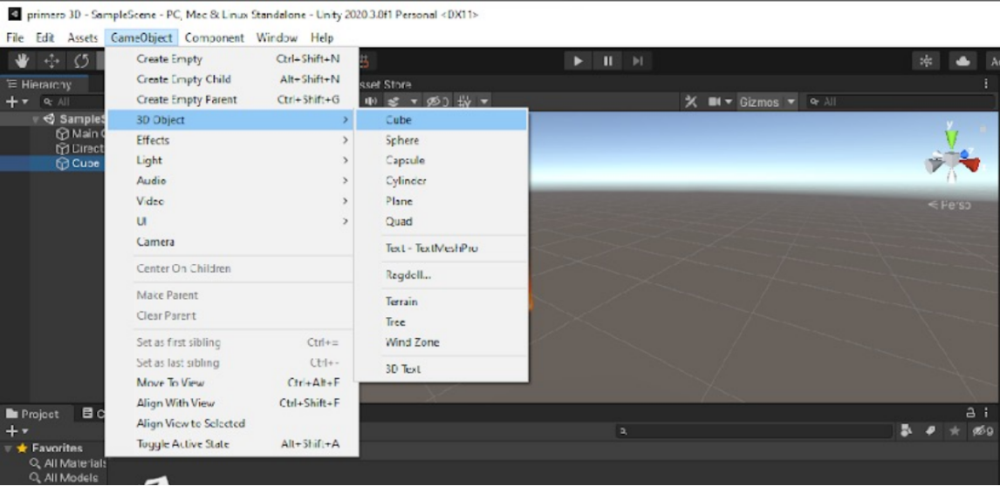 primero 3D - SampleScene - PC, Mac & Linux Standalone - Unity 2020.3.0f1 Personal <DX11>
File Edit Assets GameObject Component Window Help
Hierarchy
All
SampleS
Main C
Direct
Cube
Create Empty Ctrl+Shift+N
Create Empty Child Alt+Shift+N
Create Empty Parent Ctrl+Shift+G
3D Object >
Effects >
Light >
Audio >
Video >
UI >
Camera
Center On Children
Make Parent
Clear Parent
Set as first sibling Ctrl+=
Set as last sibling Ctrl+-
Move To View Ctrl+Alt+F
Align With View Ctrl+Shift+F
Align View to Selected
Toggle Active State Alt+Shift+A
Cube
Sphere
Capsule
Cylinder
Plane
Quad
Text - TextMeshPro
Ragdoll...
Terrain
Tree
Wind Zone
3D Text
sset Store
Gizmos
All
y
Persp
Project
C
Favorites
All Materials
All Models